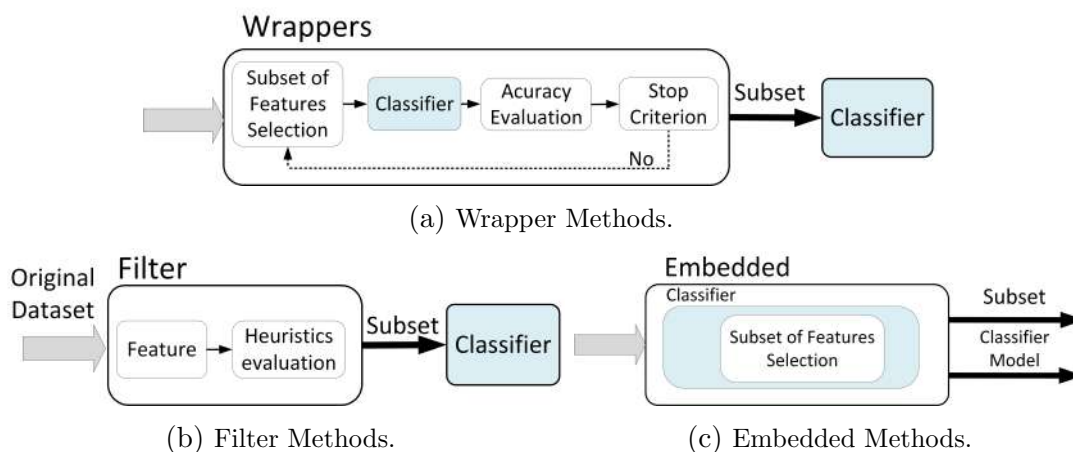 Wrappers
Subset of
Features
Selection
Classifier
Acuracy
Evaluation
Stop
Criterion
No
Subset
Classifier
(a) Wrapper Methods.
Original
Dataset
Filter
Feature
Heuristics
evaluation
Subset
Classifier
(b) Filter Methods.
Embedded
Classifier
Subset of Features
Selection
Subset
Classifier
Model
(c) Embedded Methods.